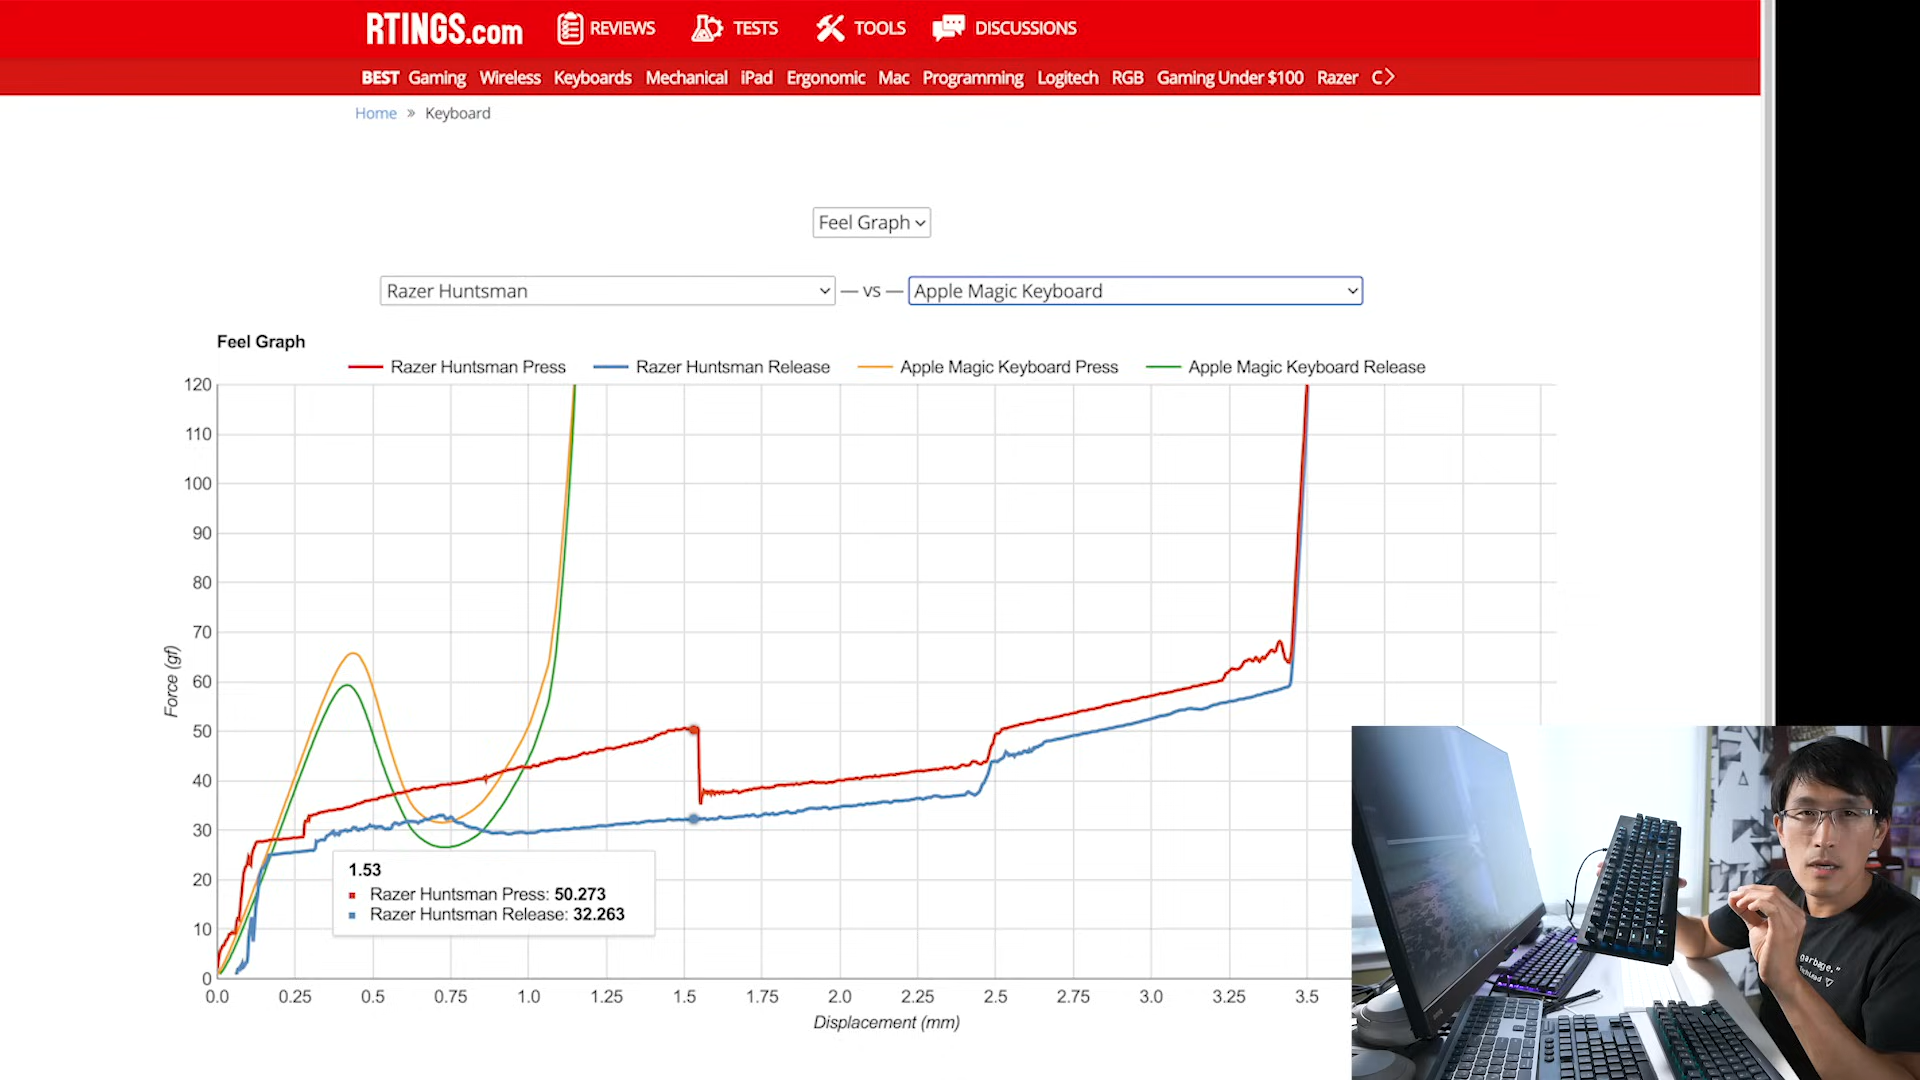 RTINGS.com REVIEWS TESTS TOOLS DISCUSSIONS
BEST Gaming Wireless Keyboards Mechanical iPad Ergonomic Mac Programming Logitech RGB Gaming Under $100 Razer C
Home » Keyboard
Feel Graph
Razer Huntsman — vs — Apple Magic Keyboard
Feel Graph
Razer Huntsman Press Razer Huntsman Release Apple Magic Keyboard Press Apple Magic Keyboard Release
120
110
100
90
80
70
60
50
40
30
20
10
0
Force (gf)
1.53
Razer Huntsman Press: 50.273
Razer Huntsman Release: 32.263
0.0 0.25 0.5 0.75 1.0 1.25 1.5 1.75 2.0 2.25 2.5 2.75 3.0 3.25 3.5
Displacement (mm)
garbage."